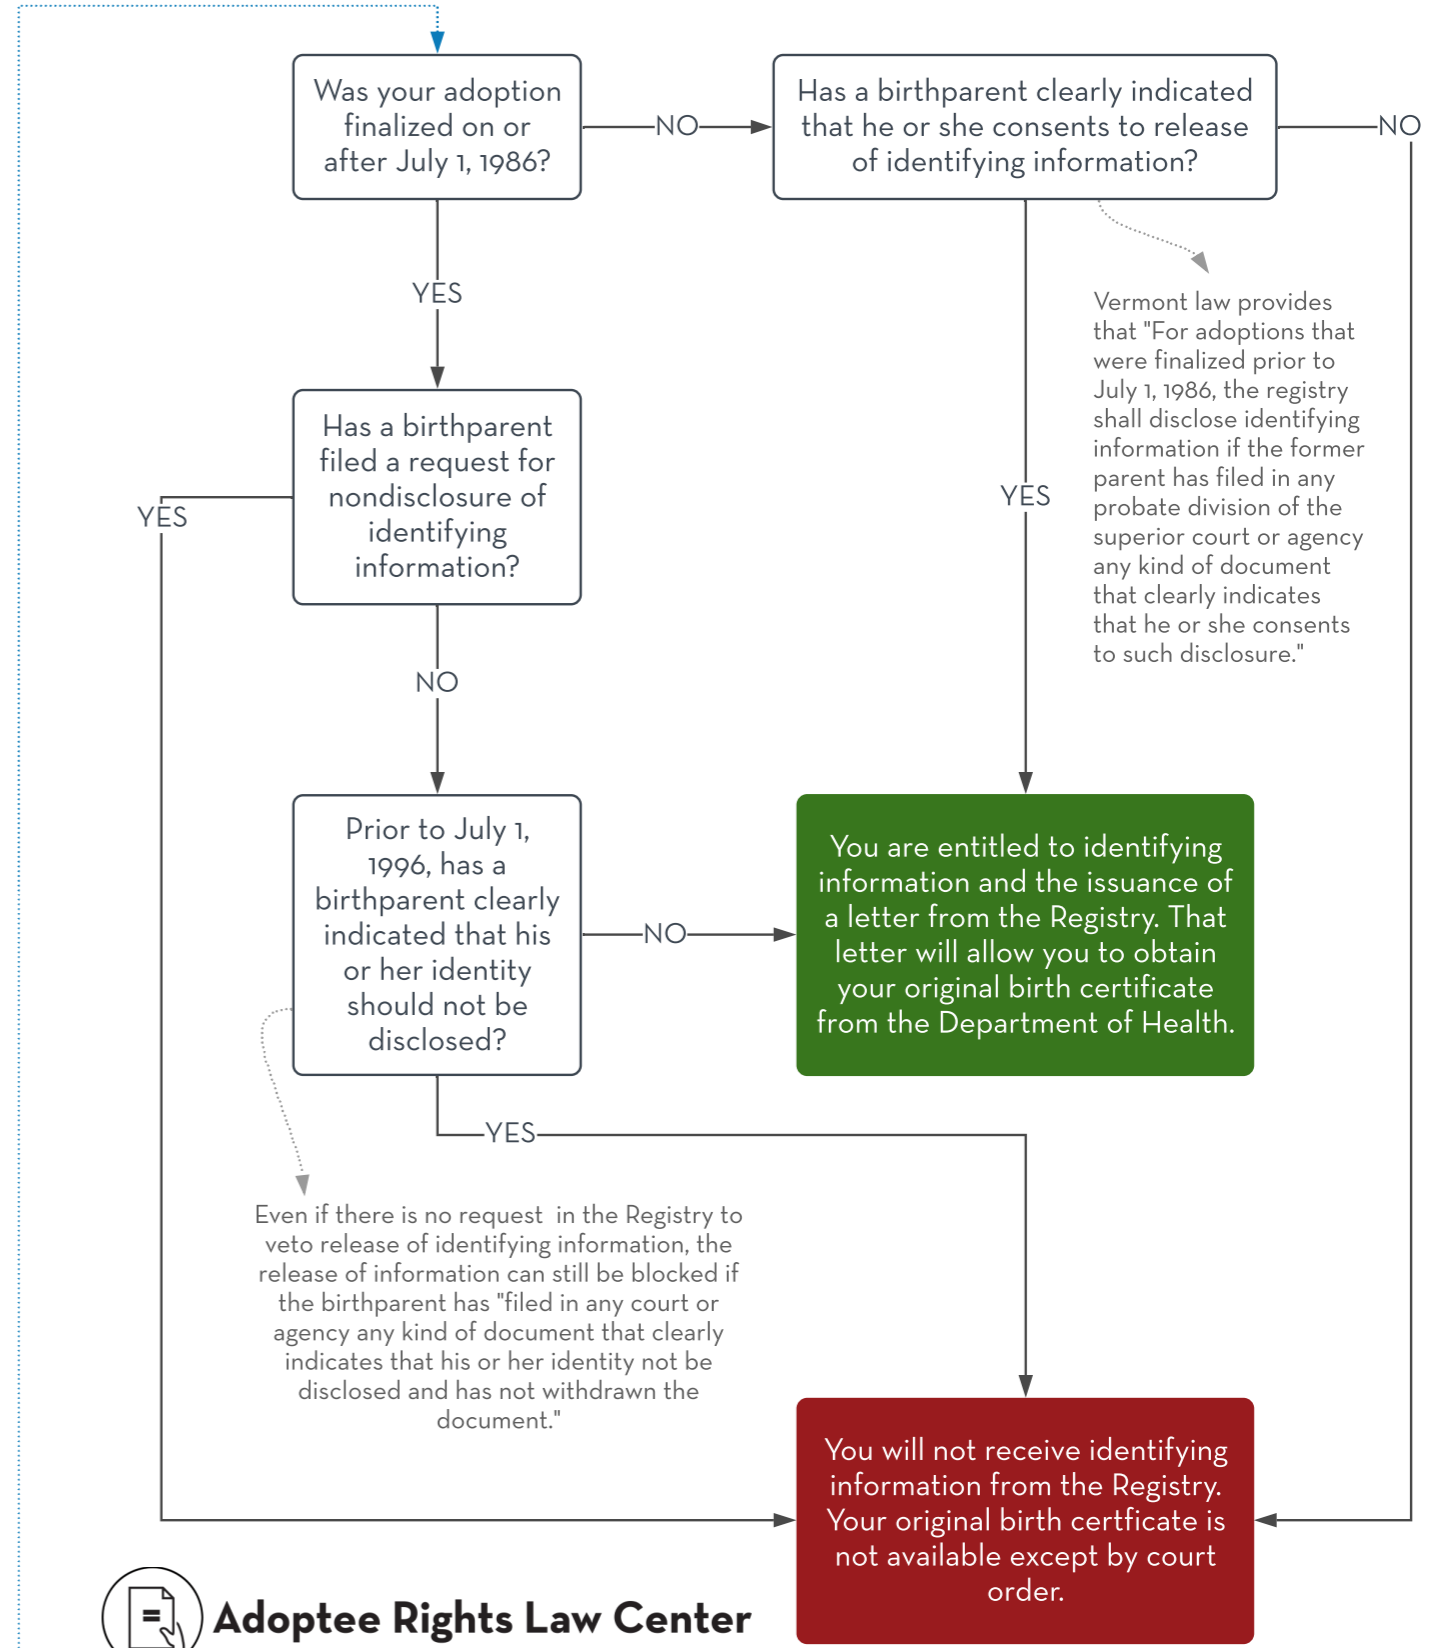 Was your adoption
finalized on or
after July 1, 1986?
NO
Has a birthparent clearly indicated
that he or she consents to release
of identifying information?
NO
YES
Vermont law provides
that "For adoptions that
were finalized prior to
July 1, 1986, the registry
shall disclose identifying
information if the former
parent has filed in any
probate division of the
superior court or agency
any kind of document
that clearly indicates
that he or she consents
to such disclosure."
Has a birthparent
filed a request for
nondisclosure of
identifying
information?
YES
YES
NO
Prior to July 1,
1996, has a
birthparent clearly
indicated that his
or her identity
should not be
disclosed?
NO
You are entitled to identifying
information and the issuance of
a letter from the Registry. That
letter will allow you to obtain
your original birth certificate
from the Department of Health.
YES
Even if there is no request in the Registry to
veto release of identifying information, the
release of information can still be blocked if
the birthparent has "filed in any court or
agency any kind of document that clearly
indicates that his or her identity not be
disclosed and has not withdrawn the
document."
You will not receive identifying
information from the Registry.
Your original birth certficate is
not available except by court
order.
Adoptee Rights Law Center